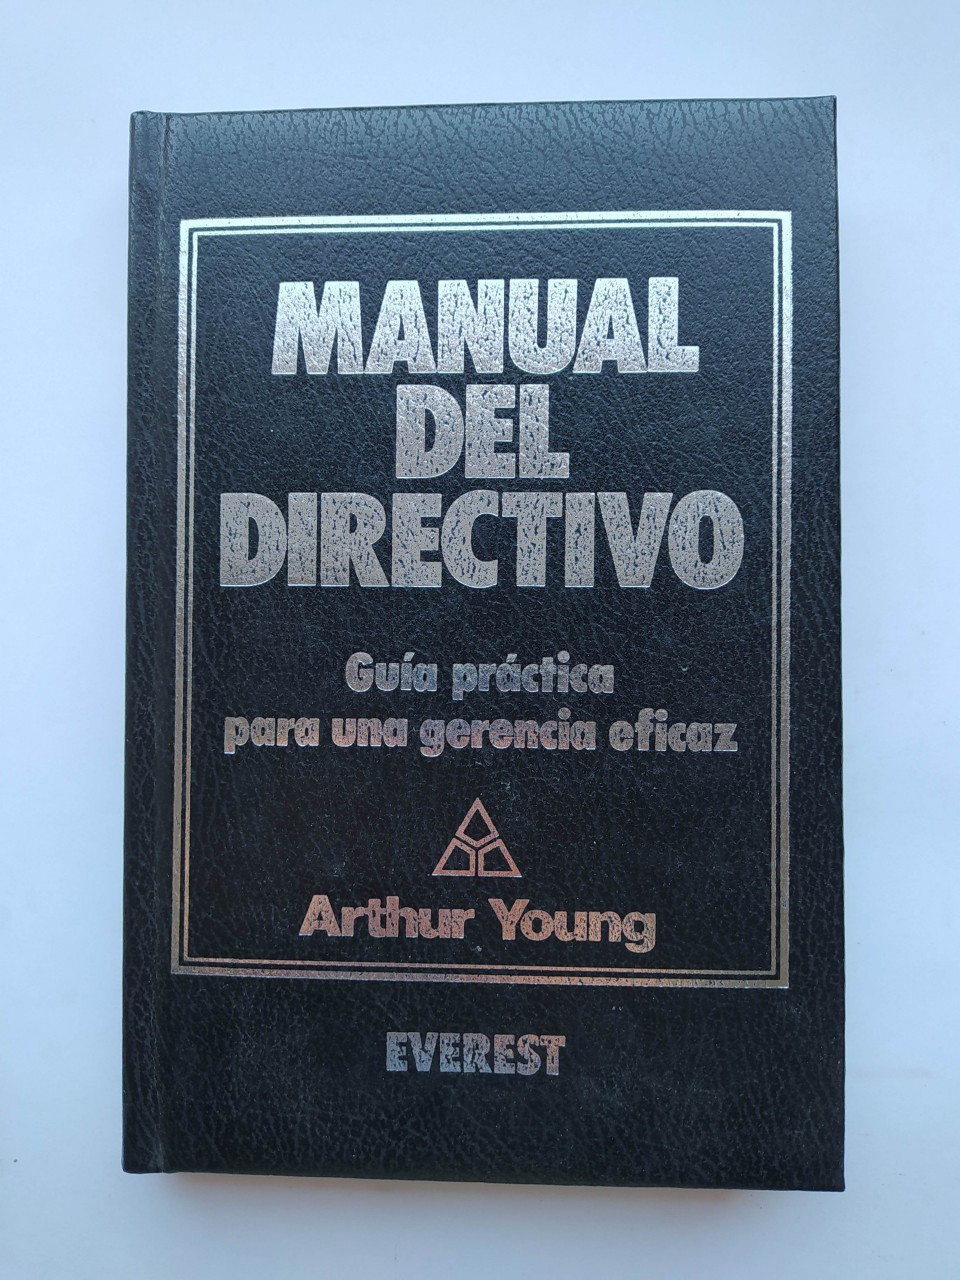 MANUAL
DEL
DIRECTIVO
Guía práctica
para una gerencia eficaz
Arthur Young
EVEREST